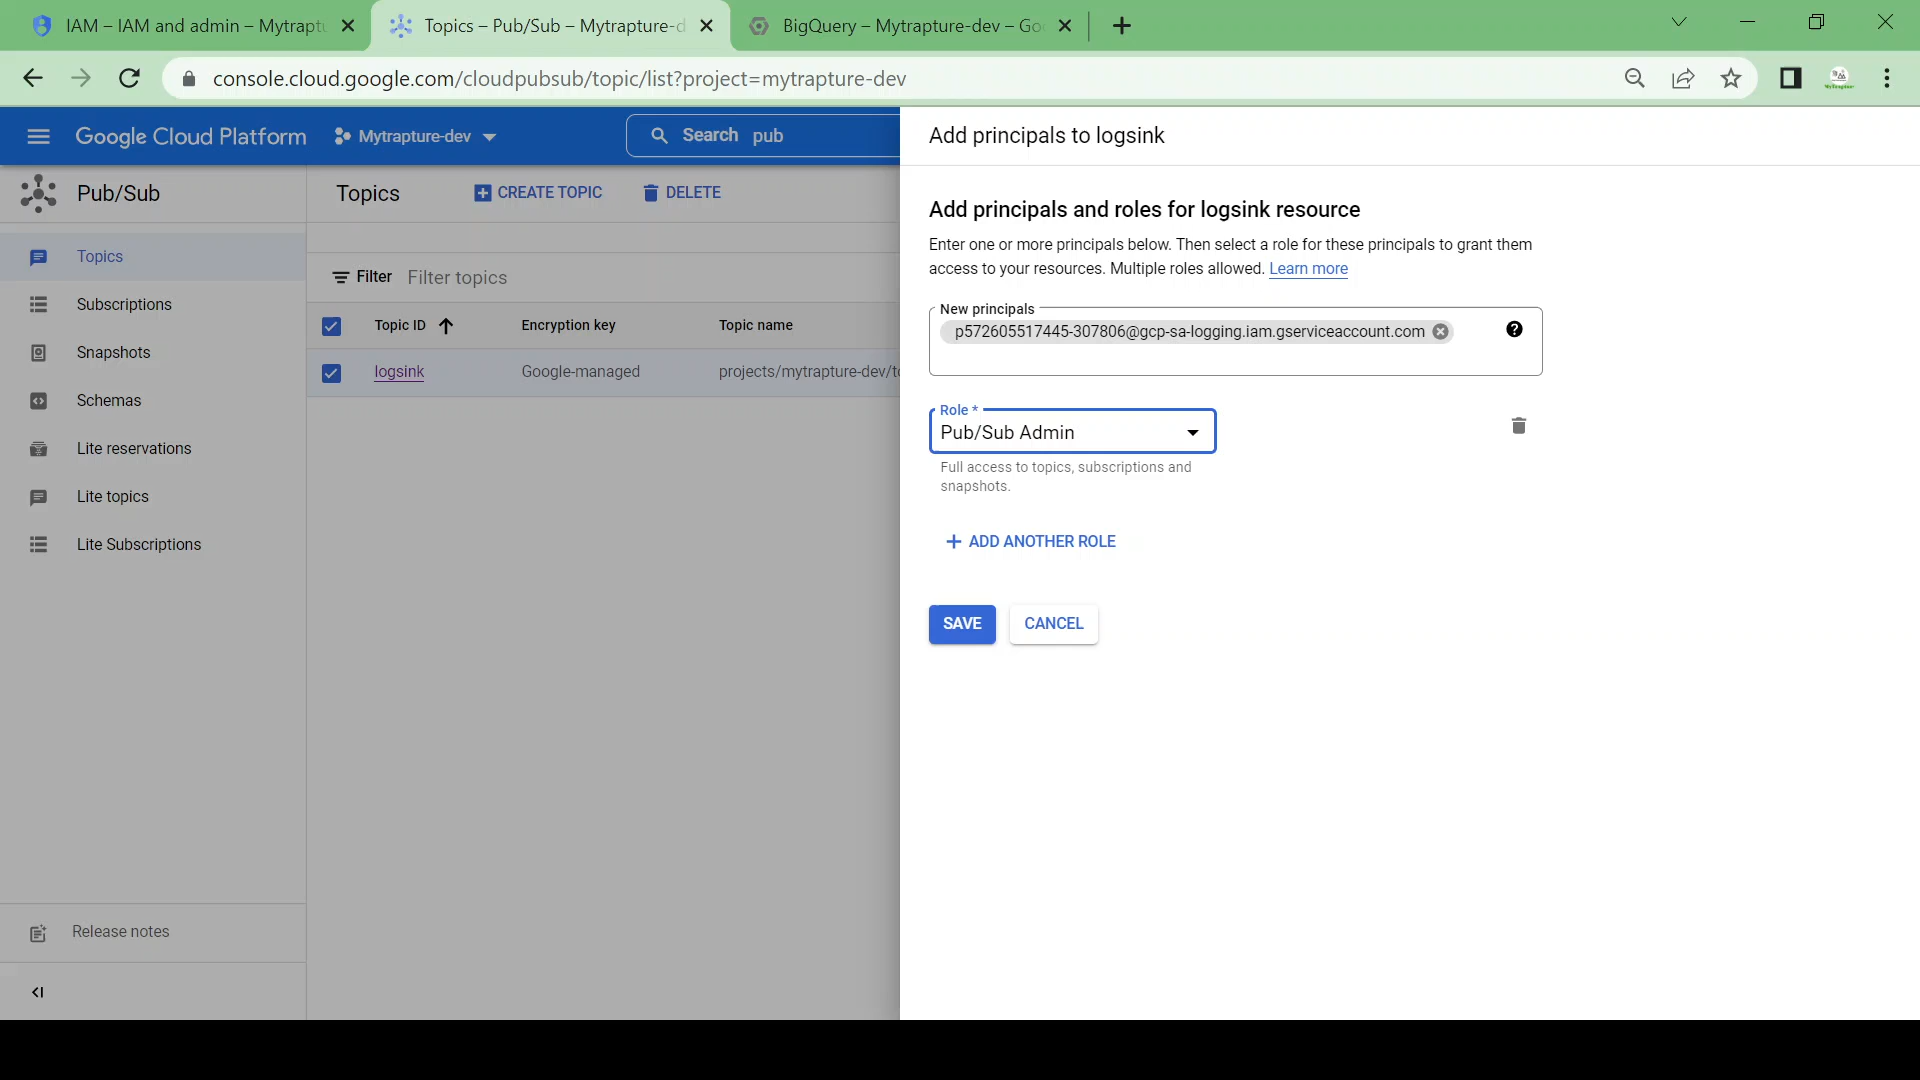 IAM – IAM and admin – Mytraptu
Topics – Pub/Sub – Mytrapture-d
BigQuery – Mytrapture-dev – Goo
console.cloud.google.com/cloudpubsub/topic/list?project=mytrapture-dev
Google Cloud Platform
Mytrapture-dev
Search pub
Add principals to logsink
Pub/Sub
Topics
CREATE TOPIC
DELETE
Topics
Subscriptions
Snapshots
Schemas
Lite reservations
Lite topics
Lite Subscriptions
Release notes
Filter Filter topics
Topic ID Encryption key Topic name
logsink Google-managed projects/mytrapture-dev/to
Add principals and roles for logsink resource
Enter one or more principals below. Then select a role for these principals to grant them
access to your resources. Multiple roles allowed. Learn more
New principals
p572605517445-307806@gcp-sa-logging.iam.gserviceaccount.com
Role *
Pub/Sub Admin
Full access to topics, subscriptions and
snapshots.
ADD ANOTHER ROLE
SAVE
CANCEL